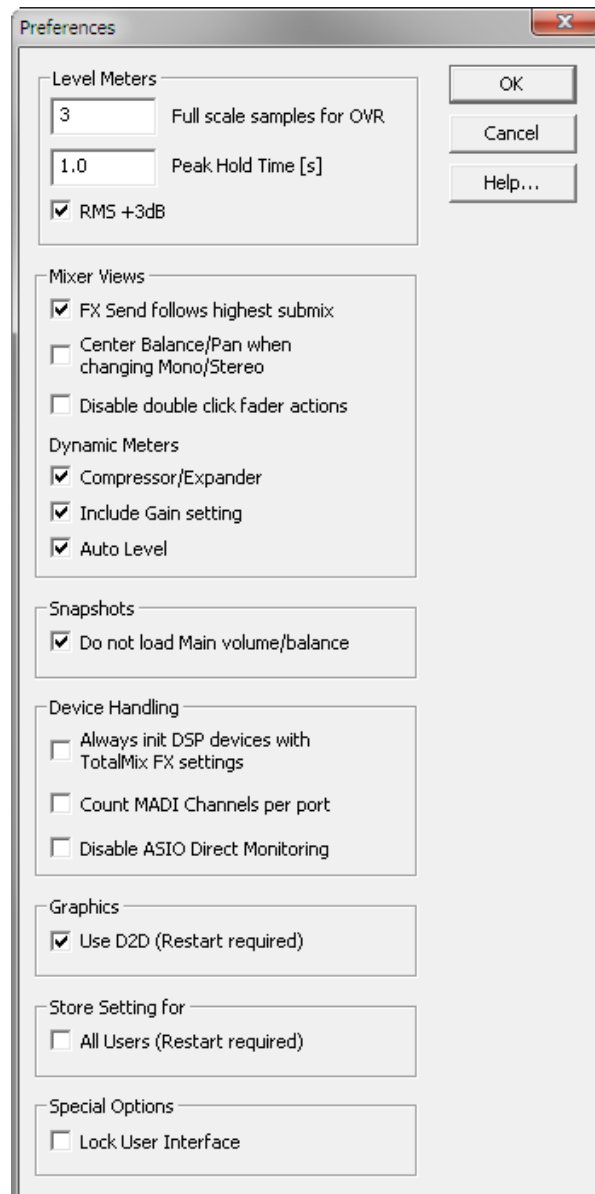 Preferences
Level Meters
3 Full scale samples for OVR
1.0 Peak Hold Time [s]
RMS +3dB
OK
Cancel
Help...
Mixer Views
FX Send follows highest submix
Center Balance/Pan when
changing Mono/Stereo
Disable double click fader actions
Dynamic Meters
Compressor/Expander
Include Gain setting
Auto Level
Snapshots
Do not load Main volume/balance
Device Handling
Always init DSP devices with
TotalMix FX settings
Count MADI Channels per port
Disable ASIO Direct Monitoring
Graphics
Use D2D (Restart required)
Store Setting for
All Users (Restart required)
Special Options
Lock User Interface